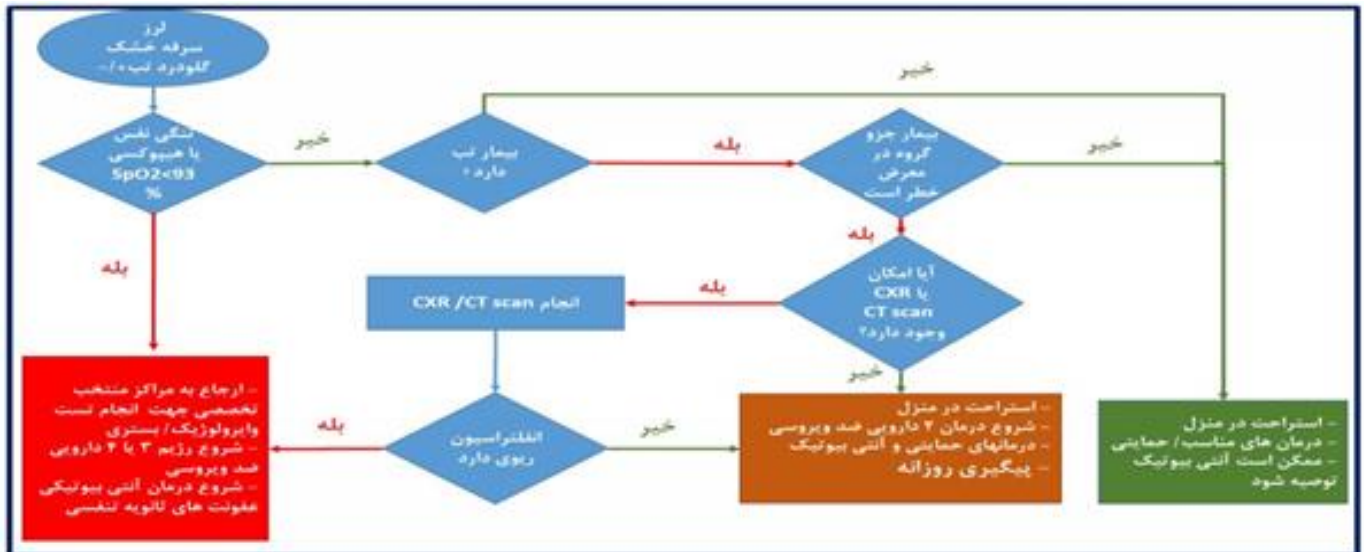 لرز
سرفه خشک
گلودرد تب+/-
تنگی نفس
یا هیپوکسی
SpO2<93
%
خیر
بیمار تب
دارد؟
خیر
بله
بیمار جزو
گروه در
معرض
خطر است
خیر
بله
بله
آیا امکان
CXR یا
CT scan
وجود دارد؟
بله
انجام CXR /CT scan
خیر
انفلتراسیون
ریوی دارد
بله
خیر
- ارجاع به مراکز منتخب
تخصصی جهت انجام تست
وایرولوژیک/ بستری
- شروع رژیم ۳ یا ۴ دارویی
ضد ویروسی
- شروع درمان آنتی بیوتیکی
عفونت های ثانویه تنفسی
- استراحت در منزل
- شروع درمان ۲ دارویی ضد ویروسی
- درمانهای حمایتی و آنتی بیوتیک
- پیگیری روزانه
- استراحت در منزل
- درمان های مناسب/ حمایتی
- ممکن است آنتی بیوتیک
توصیه شود